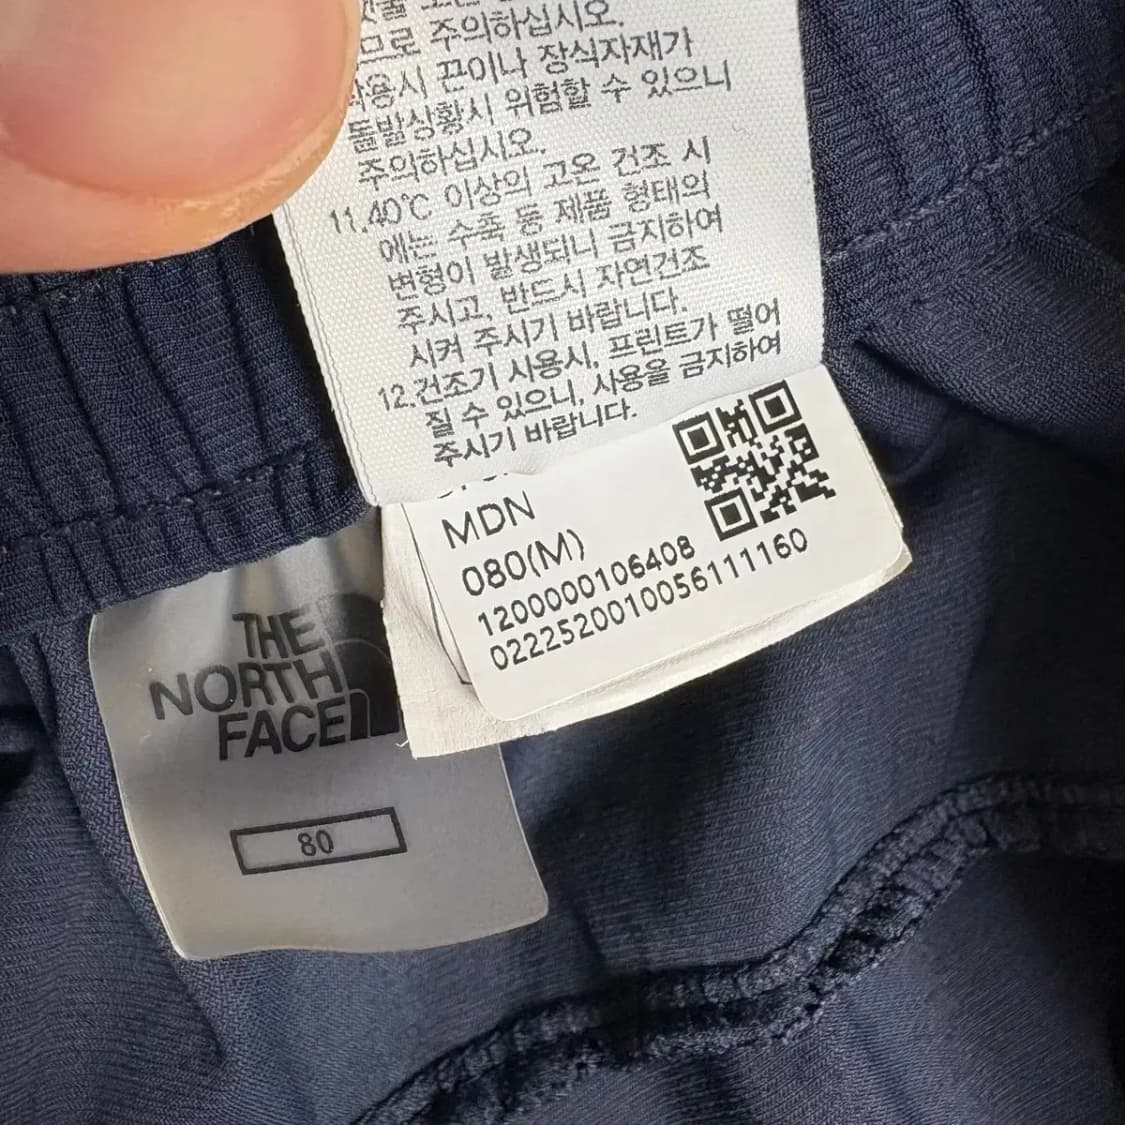 므로 주의하십시오.
착용시 끈이나 장식자재가
돌발상황시 위험할 수 있으니
주의하십시오.
11.40℃ 이상의 고온 건조 시
에는 수축 등 제품 형태의
변형이 발생되니 금지하여
주시고, 반드시 자연건조
시켜 주시기 바랍니다.
12.건조기 사용시, 프린트가 떨어
질 수 있으니, 사용을 금지하여
주시기 바랍니다.
MDN
080(M)
1200000106408
0222520010056111160
THE
NORTH
FACE
80